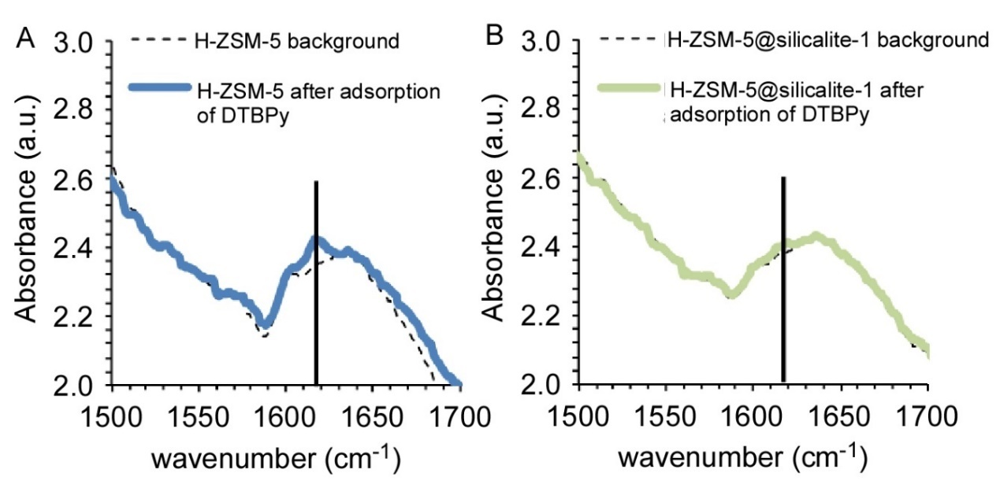 A
H-ZSM-5 background
H-ZSM-5 after adsorption
of DTBPy
Absorbance (a.u.)
3.0
2.8
2.6
2.4
2.2
2.0
1500 1550 1600 1650 1700
wavenumber (cm⁻¹)
B
H-ZSM-5@silicalite-1 background
H-ZSM-5@silicalite-1 after
adsorption of DTBPy
Absorbance (a.u.)
3.0
2.8
2.6
2.4
2.2
2.0
1500 1550 1600 1650 1700
wavenumber (cm⁻¹)